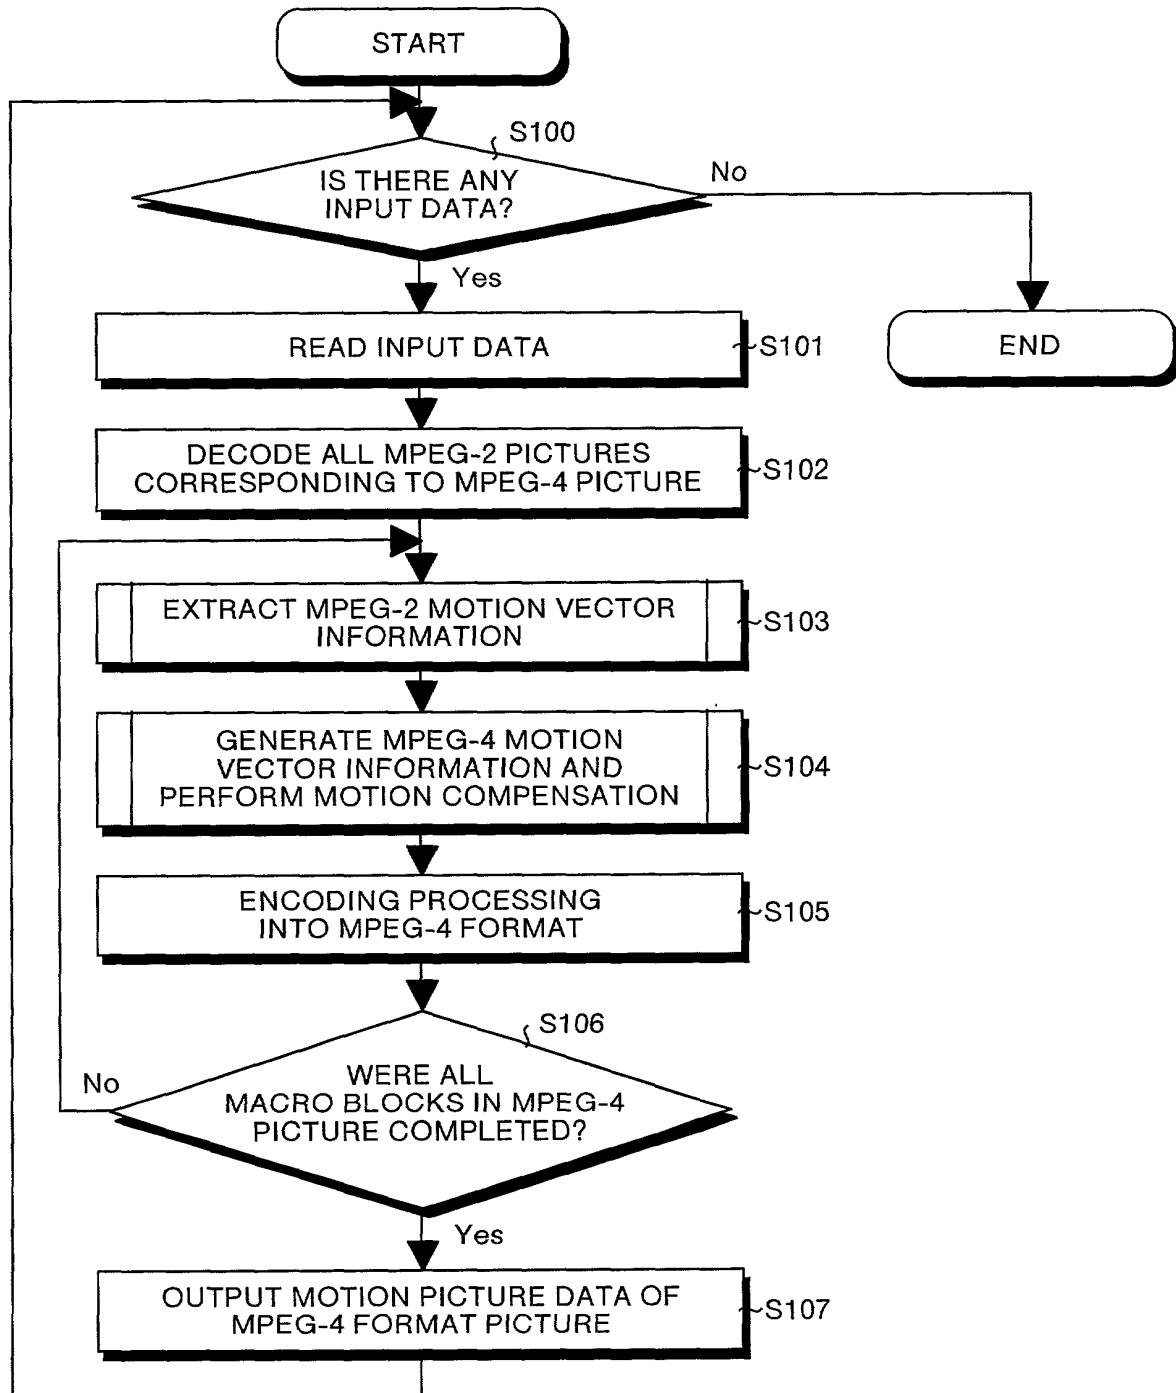 START
S100
IS THERE ANY
INPUT DATA?
No
Yes
READ INPUT DATA
S101
END
DECODE ALL MPEG-2 PICTURES
CORRESPONDING TO MPEG-4 PICTURE
S102
EXTRACT MPEG-2 MOTION VECTOR
INFORMATION
S103
GENERATE MPEG-4 MOTION
VECTOR INFORMATION AND
PERFORM MOTION COMPENSATION
S104
ENCODING PROCESSING
INTO MPEG-4 FORMAT
S105
S106
No
WERE ALL
MACRO BLOCKS IN MPEG-4
PICTURE COMPLETED?
Yes
OUTPUT MOTION PICTURE DATA OF
MPEG-4 FORMAT PICTURE
S107